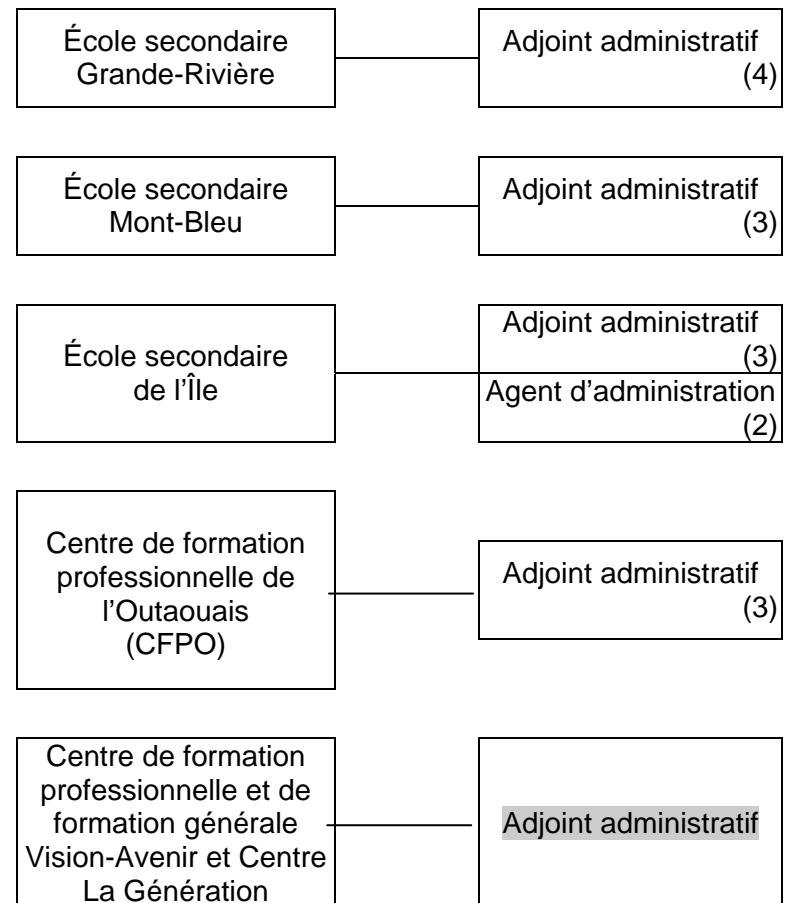 École secondaire
Grande-Rivière
Adjoint administratif
(4)
École secondaire
Mont-Bleu
Adjoint administratif
(3)
École secondaire
de l’Île
Adjoint administratif
(3)
Agent d’administration
(2)
Centre de formation
professionnelle de
l’Outaouais
(CFPO)
Adjoint administratif
(3)
Centre de formation
professionnelle et de
formation générale
Vision-Avenir et Centre
La Génération
Adjoint administratif